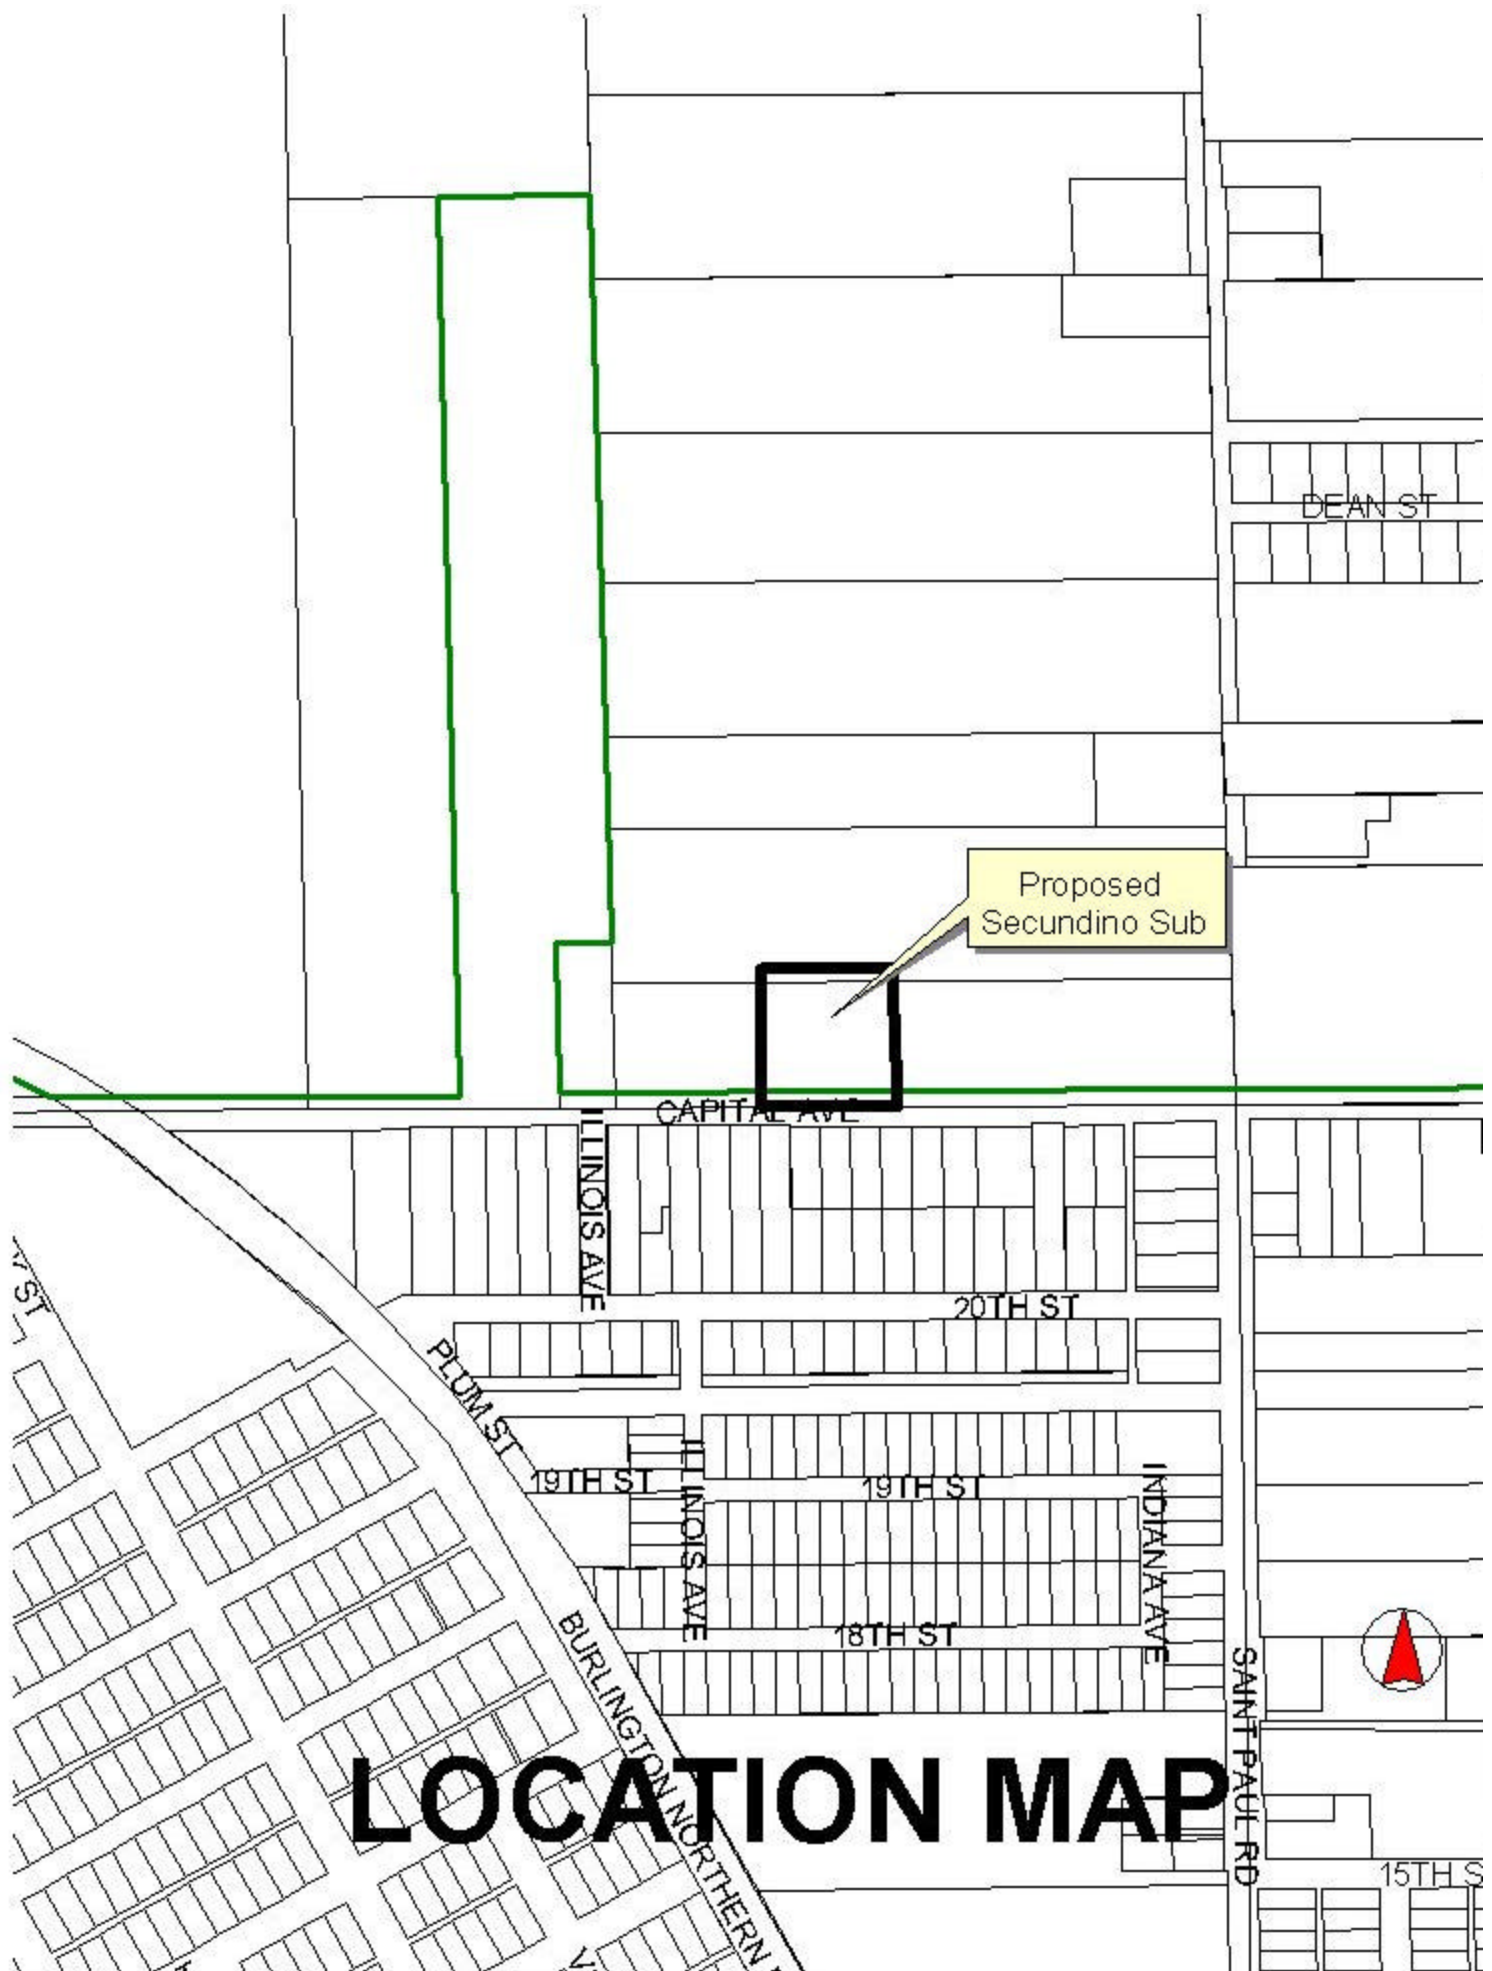 DEAN ST
Proposed
Secundino Sub
CAPITAL AVE
ILLINOIS AVE
ST
20TH ST
PLUM ST
19TH ST
ILLINOIS AVE
19TH ST
INDIANA AVE
18TH ST
BURLINGTON NORTHERN
SAINT PAUL RD
LOCATION MAP
15TH S